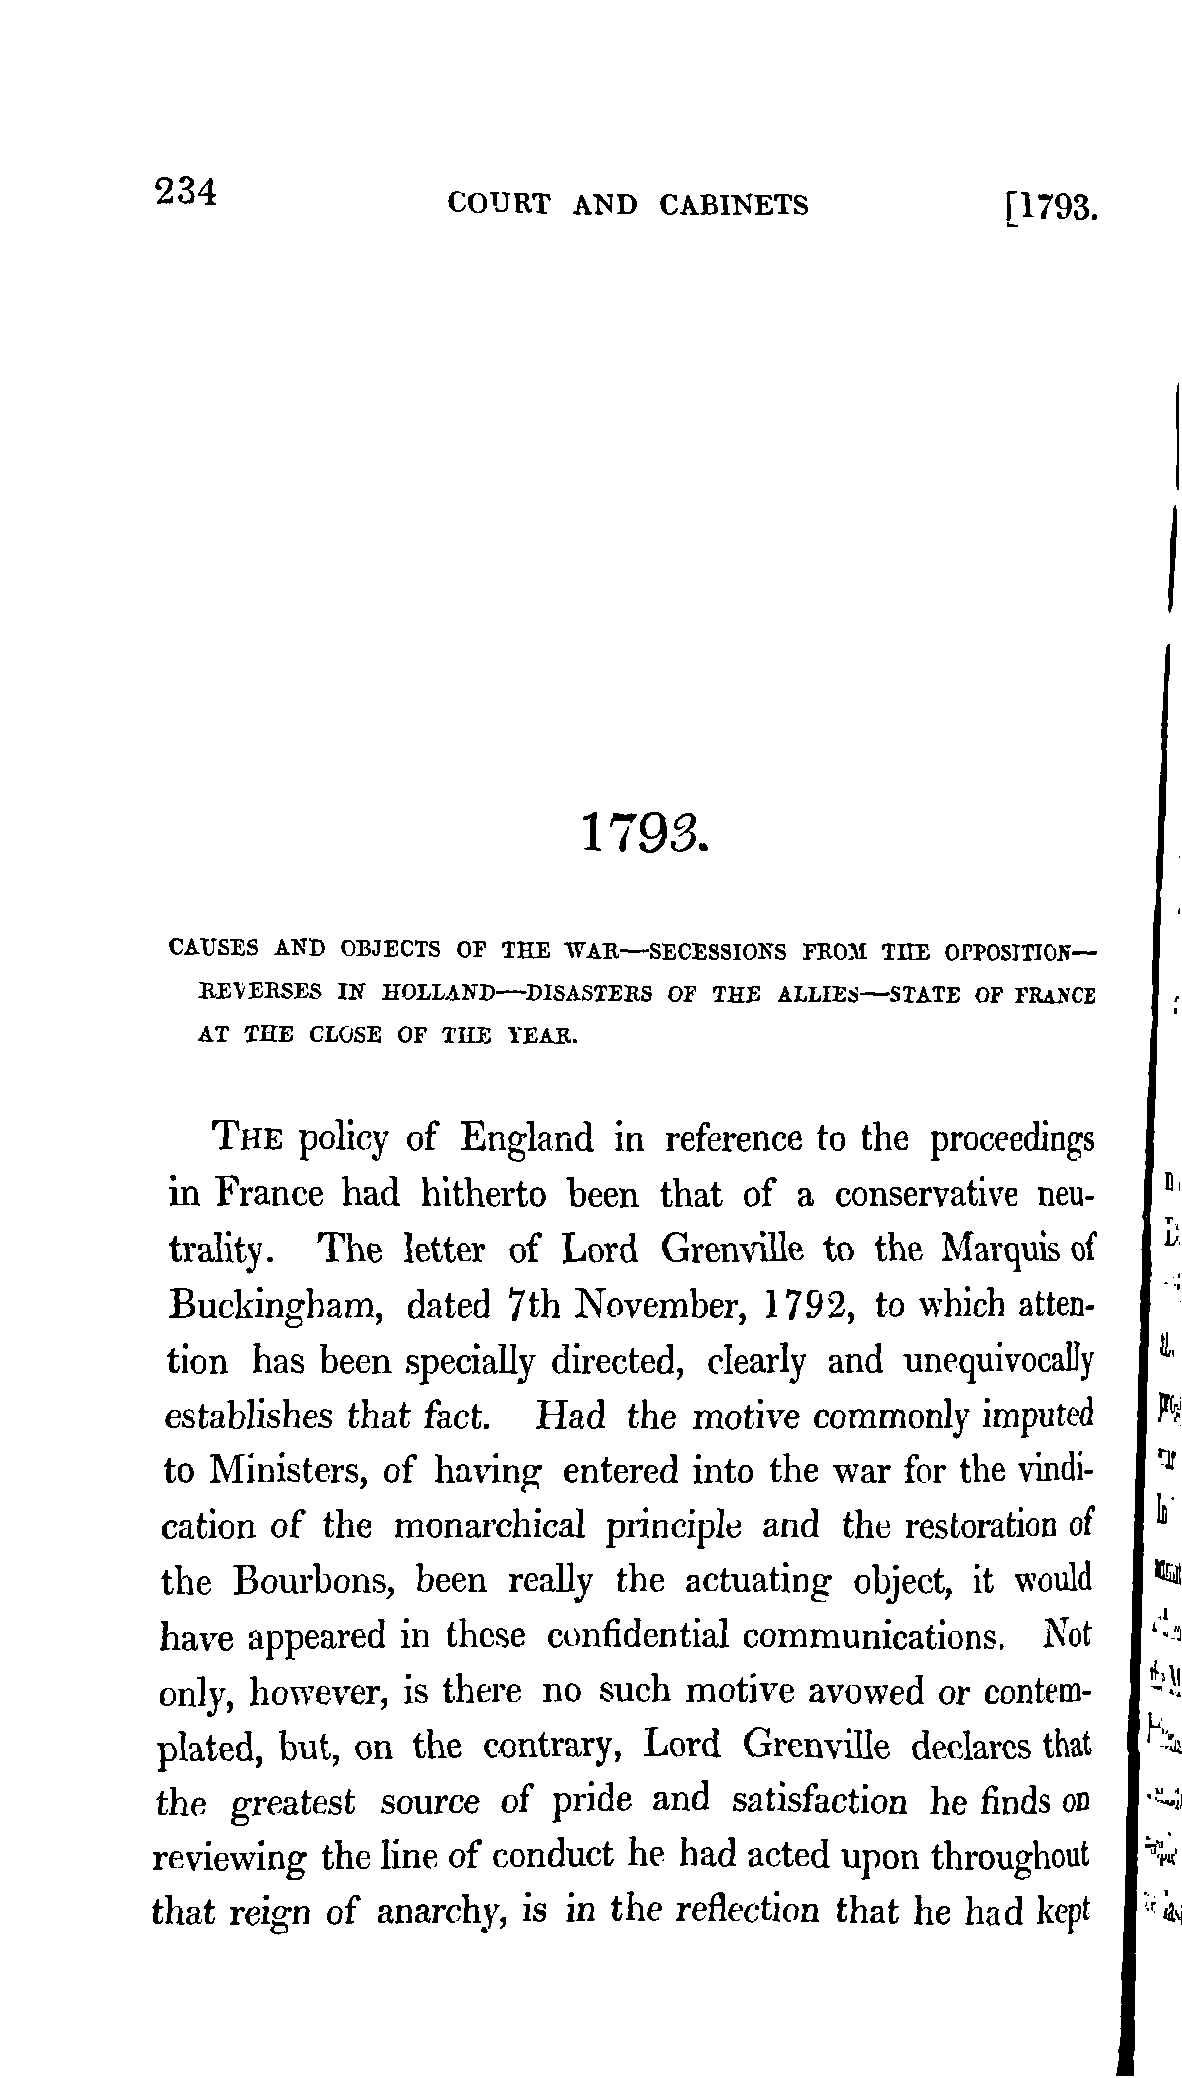 234 COURT AND CABINETS [1793.
1793.
CAUSES AND OBJECTS OF THE WAR—SECESSIONS FROM THE OPPOSITION—
REVERSES IN HOLLAND—DISASTERS OF THE ALLIES—STATE OF FRANCE
AT THE CLOSE OF THE YEAR.
THE policy of England in reference to the proceedings
in France had hitherto been that of a conservative neu-
trality. The letter of Lord Grenville to the Marquis of
Buckingham, dated 7th November, 1792, to which atten-
tion has been specially directed, clearly and unequivocally
establishes that fact. Had the motive commonly imputed
to Ministers, of having entered into the war for the vindi-
cation of the monarchical principle and the restoration of
the Bourbons, been really the actuating object, it would
have appeared in these confidential communications. Not
only, however, is there no such motive avowed or contem-
plated, but, on the contrary, Lord Grenville declares that
the greatest source of pride and satisfaction he finds on
reviewing the line of conduct he had acted upon throughout
that reign of anarchy, is in the reflection that he had kept